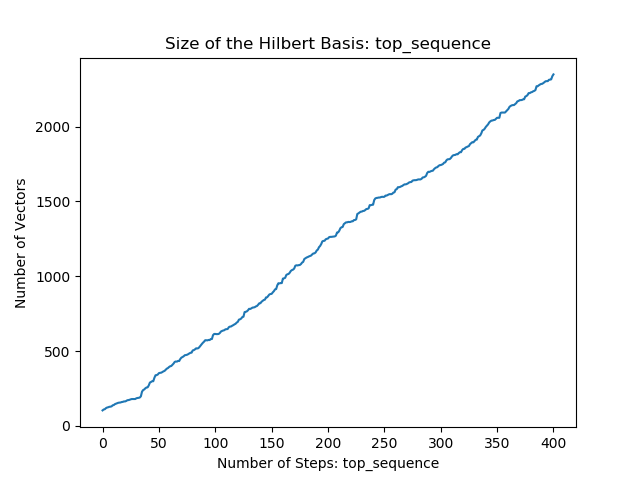 Size of the Hilbert Basis: top_sequence
Number of Vectors
2000
1500
1000
500
0
0 50 100 150 200 250 300 350 400
Number of Steps: top_sequence